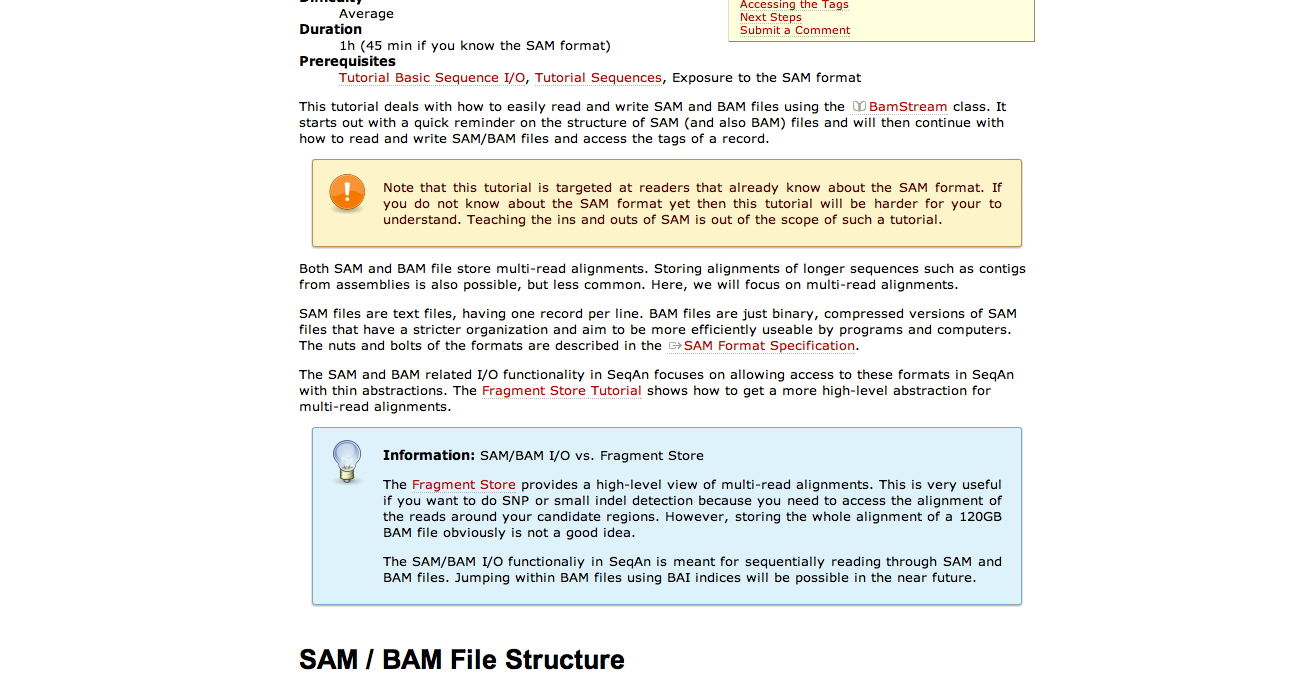 Difficulty
Average
Duration
1h (45 min if you know the SAM format)
Prerequisites
Tutorial Basic Sequence I/O, Tutorial Sequences, Exposure to the SAM format
Accessing the Tags
Next Steps
Submit a Comment
This tutorial deals with how to easily read and write SAM and BAM files using the BamStream class. It
starts out with a quick reminder on the structure of SAM (and also BAM) files and will then continue with
how to read and write SAM/BAM files and access the tags of a record.
Note that this tutorial is targeted at readers that already know about the SAM format. If
you do not know about the SAM format yet then this tutorial will be harder for your to
understand. Teaching the ins and outs of SAM is out of the scope of such a tutorial.
Both SAM and BAM file store multi-read alignments. Storing alignments of longer sequences such as contigs
from assemblies is also possible, but less common. Here, we will focus on multi-read alignments.
SAM files are text files, having one record per line. BAM files are just binary, compressed versions of SAM
files that have a stricter organization and aim to be more efficiently useable by programs and computers.
The nuts and bolts of the formats are described in the SAM Format Specification.
The SAM and BAM related I/O functionality in SeqAn focuses on allowing access to these formats in SeqAn
with thin abstractions. The Fragment Store Tutorial shows how to get a more high-level abstraction for
multi-read alignments.
Information: SAM/BAM I/O vs. Fragment Store
The Fragment Store provides a high-level view of multi-read alignments. This is very useful
if you want to do SNP or small indel detection because you need to access the alignment of
the reads around your candidate regions. However, storing the whole alignment of a 120GB
BAM file obviously is not a good idea.
The SAM/BAM I/O functionaliy in SeqAn is meant for sequentially reading through SAM and
BAM files. Jumping within BAM files using BAI indices will be possible in the near future.
SAM / BAM File Structure